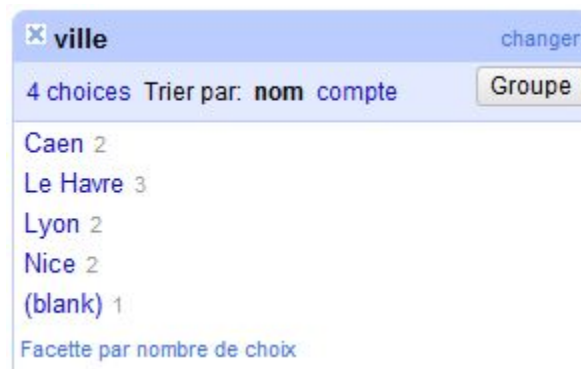 ville changer
4 choices Trier par: nom compte Groupe
Caen 2
Le Havre 3
Lyon 2
Nice 2
(blank) 1
Facette par nombre de choix